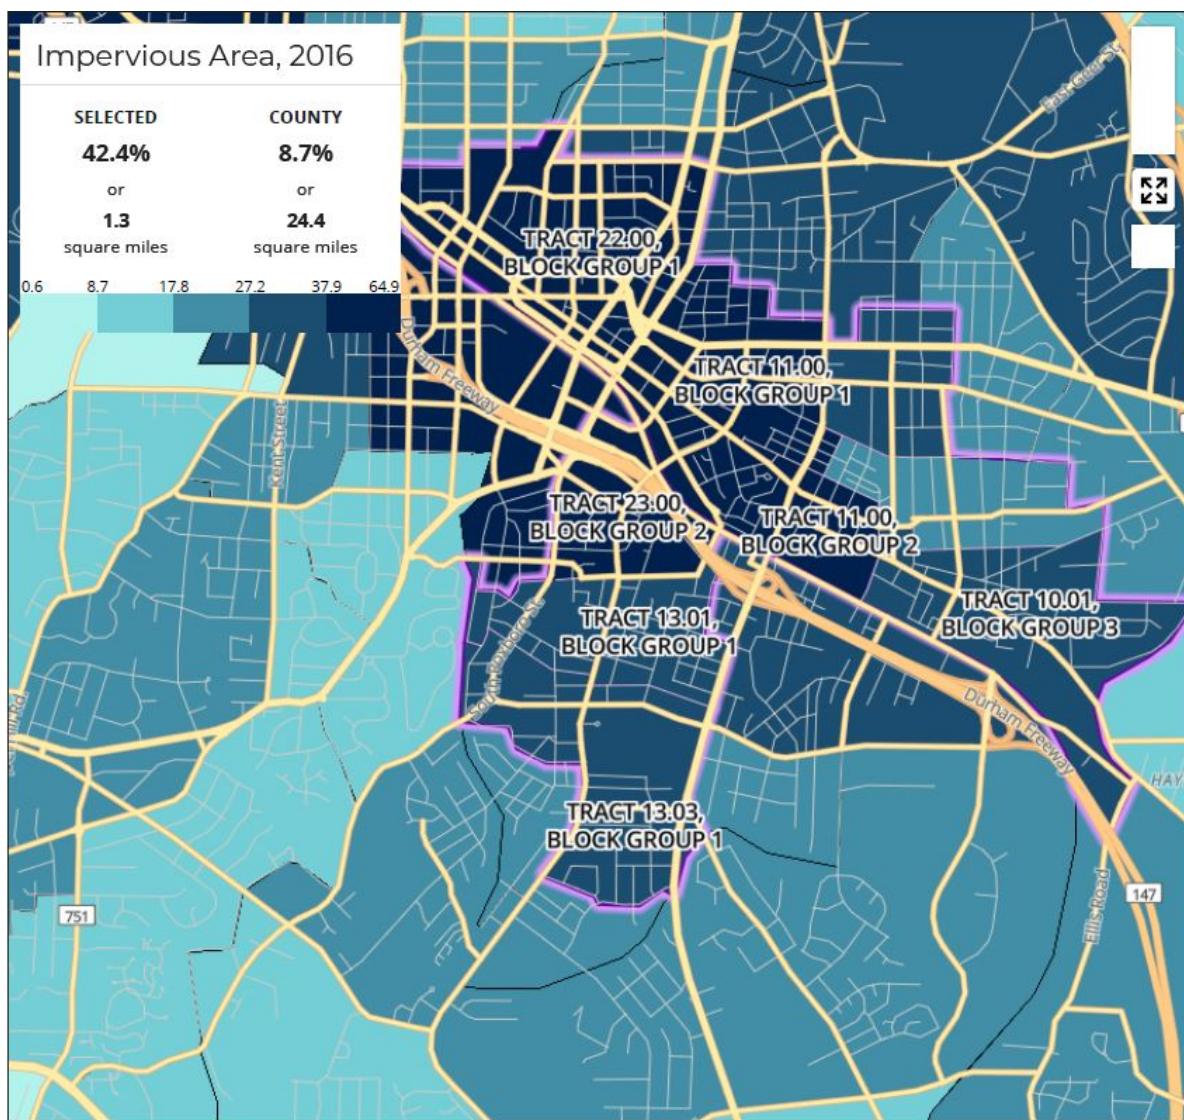 Impervious Area, 2016
SELECTED COUNTY
42.4% 8.7%
or or
1.3 24.4
square miles square miles
0.6 8.7 17.8 27.2 37.9 64.9
East Geer St
TRACT 22.00,
BLOCK GROUP 1
Durham Freeway
TRACT 11.00,
BLOCK GROUP 1
Kent Street
TRACT 23.00,
BLOCK GROUP 2
TRACT 11.00,
BLOCK GROUP 2
TRACT 13.01,
BLOCK GROUP 1
TRACT 10.01,
BLOCK GROUP 3
South Roxboro St
Durham Freeway
HAY
TRACT 13.03,
BLOCK GROUP 1
147
751
Ellis Road